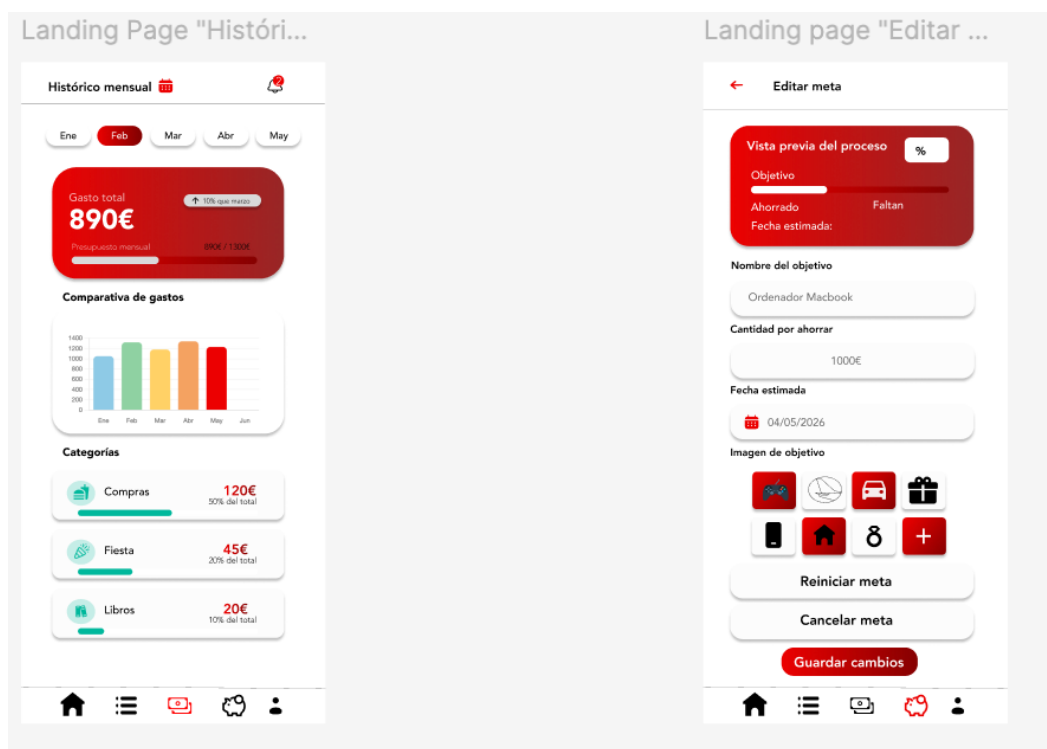 Landing Page "Históri...
Histórico mensual
2
Ene Feb Mar Abr May
Gasto total
890€
↑ 10% que marzo
Presupuesto mensual 890€ / 1300€
Comparativa de gastos
1400
1200
1000
800
600
400
200
0
Ene Feb Mar Abr May Jun
Categorías
Compras 120€
50% del total
Fiesta 45€
20% del total
Libros 20€
10% del total
Landing page "Editar ...
← Editar meta
Vista previa del proceso %
Objetivo
Ahorrado Faltan
Fecha estimada:
Nombre del objetivo
Ordenador Macbook
Cantidad por ahorrar
1000€
Fecha estimada
04/05/2026
Imagen de objetivo
+
Reiniciar meta
Cancelar meta
Guardar cambios